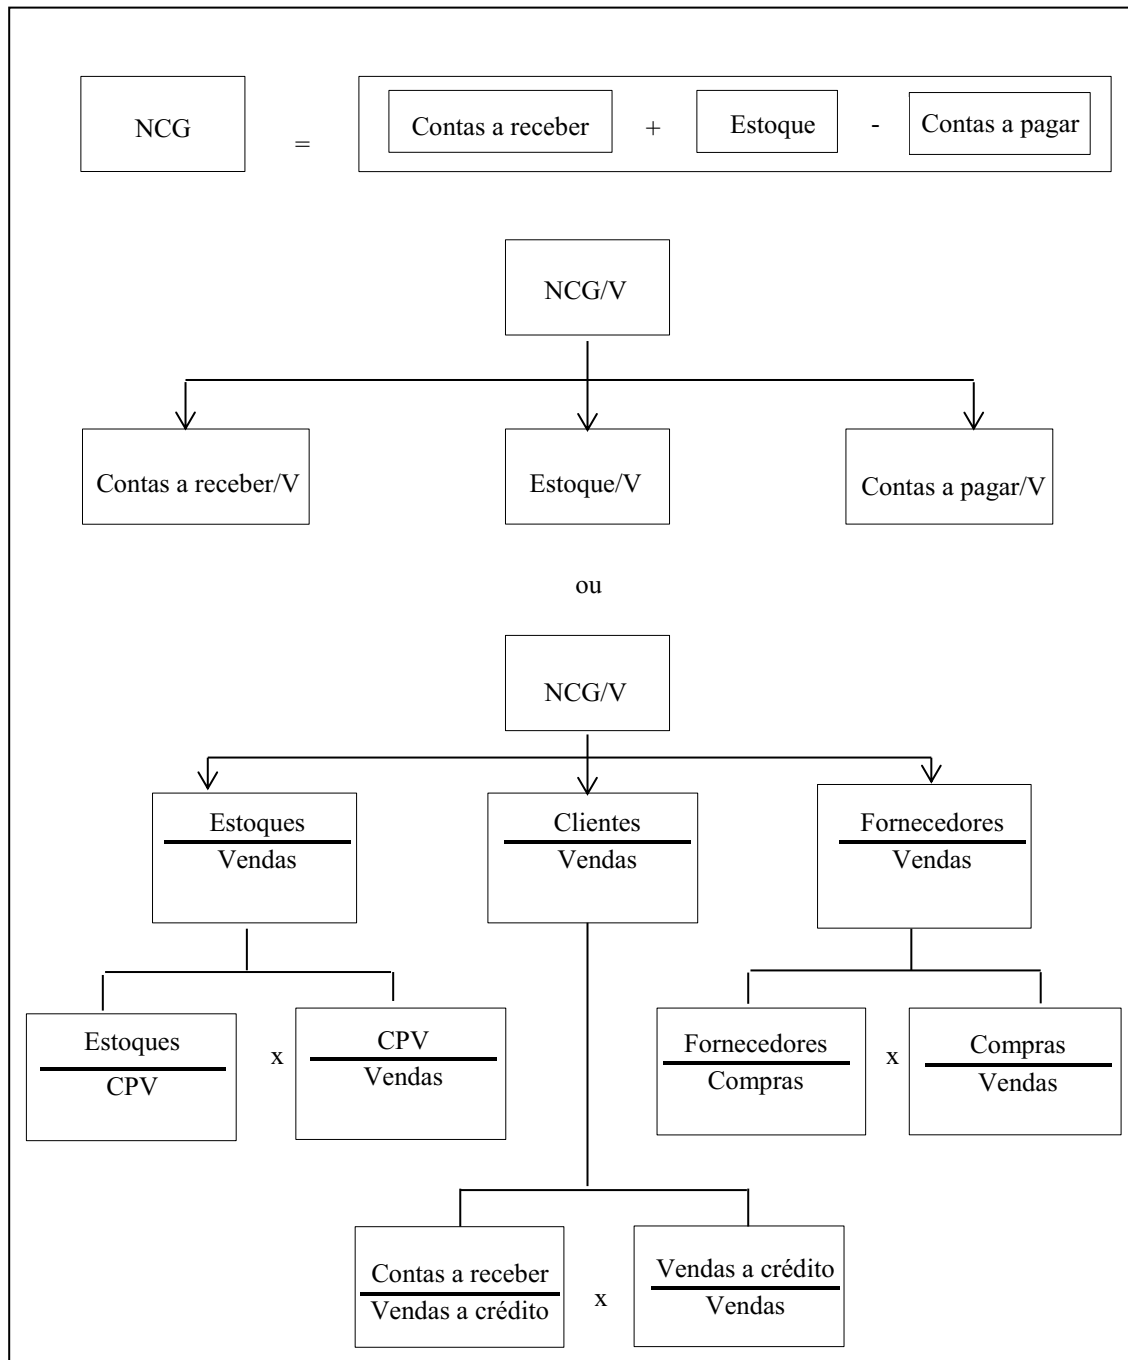 NCG = Contas a receber + Estoque - Contas a pagar
NCG/V
Contas a receber/V Estoque/V Contas a pagar/V
ou
NCG/V
Estoques Clientes Fornecedores
Vendas Vendas Vendas
Estoques x CPV Fornecedores x Compras
CPV Vendas Compras Vendas
Contas a receber x Vendas a crédito
Vendas a crédito Vendas